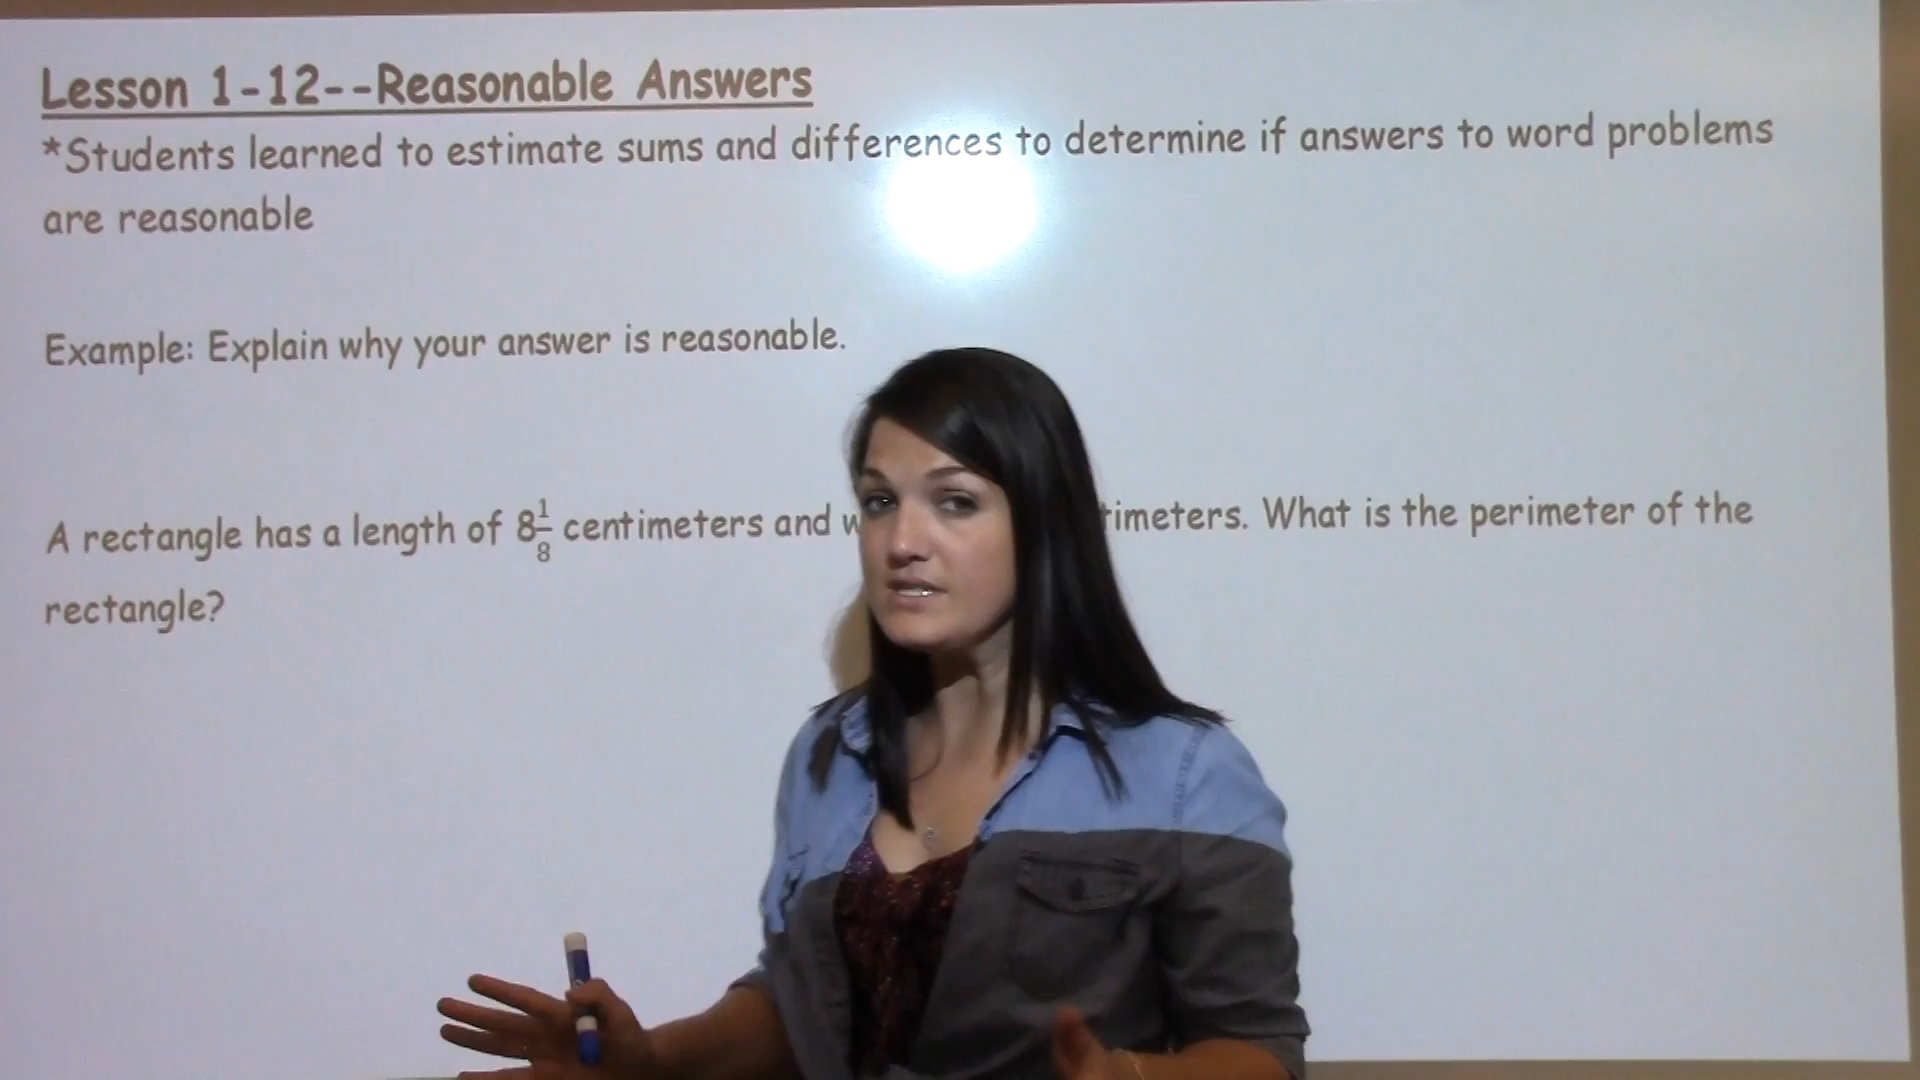 Lesson 1-12--Reasonable Answers
*Students learned to estimate sums and differences to determine if answers to word problems
are reasonable
Example: Explain why your answer is reasonable.
A rectangle has a length of 8 1/8 centimeters and What is the perimeter of the
rectangle?